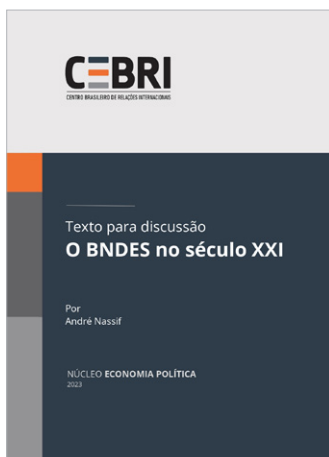 CEBRI
CENTRO BRASILEIRO DE RELAÇÕES INTERNACIONAIS
Texto para discussão
O BNDES no século XXI
Por
André Nassif
NÚCLEO ECONOMIA POLÍTICA
2023